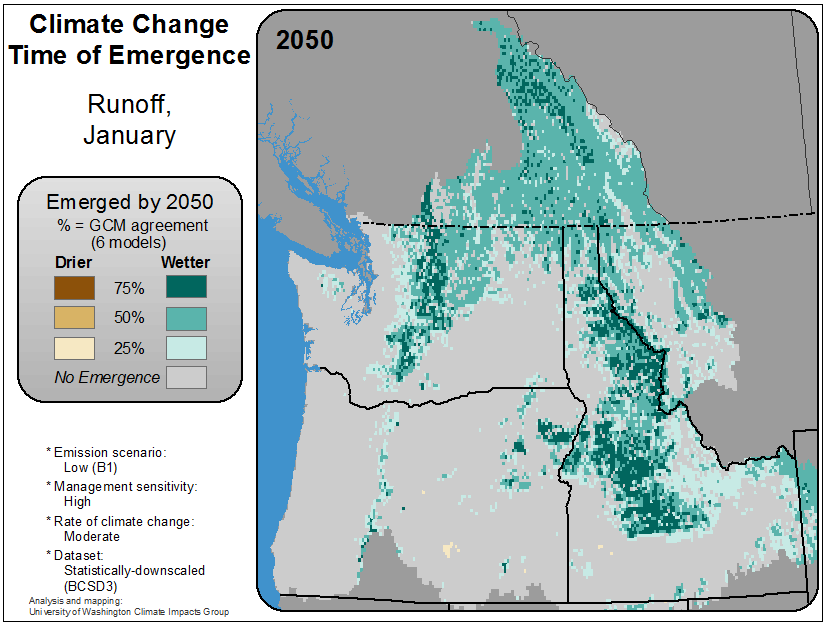 Climate Change
Time of Emergence
Runoff,
January
2050
Emerged by 2050
% = GCM agreement
(6 models)
Drier Wetter
75%
50%
25%
No Emergence
* Emission scenario:
Low (B1)
* Management sensitivity:
High
* Rate of climate change:
Moderate
* Dataset:
Statistically-downscaled
(BCSD3)
Analysis and mapping:
University of Washington Climate Impacts Group